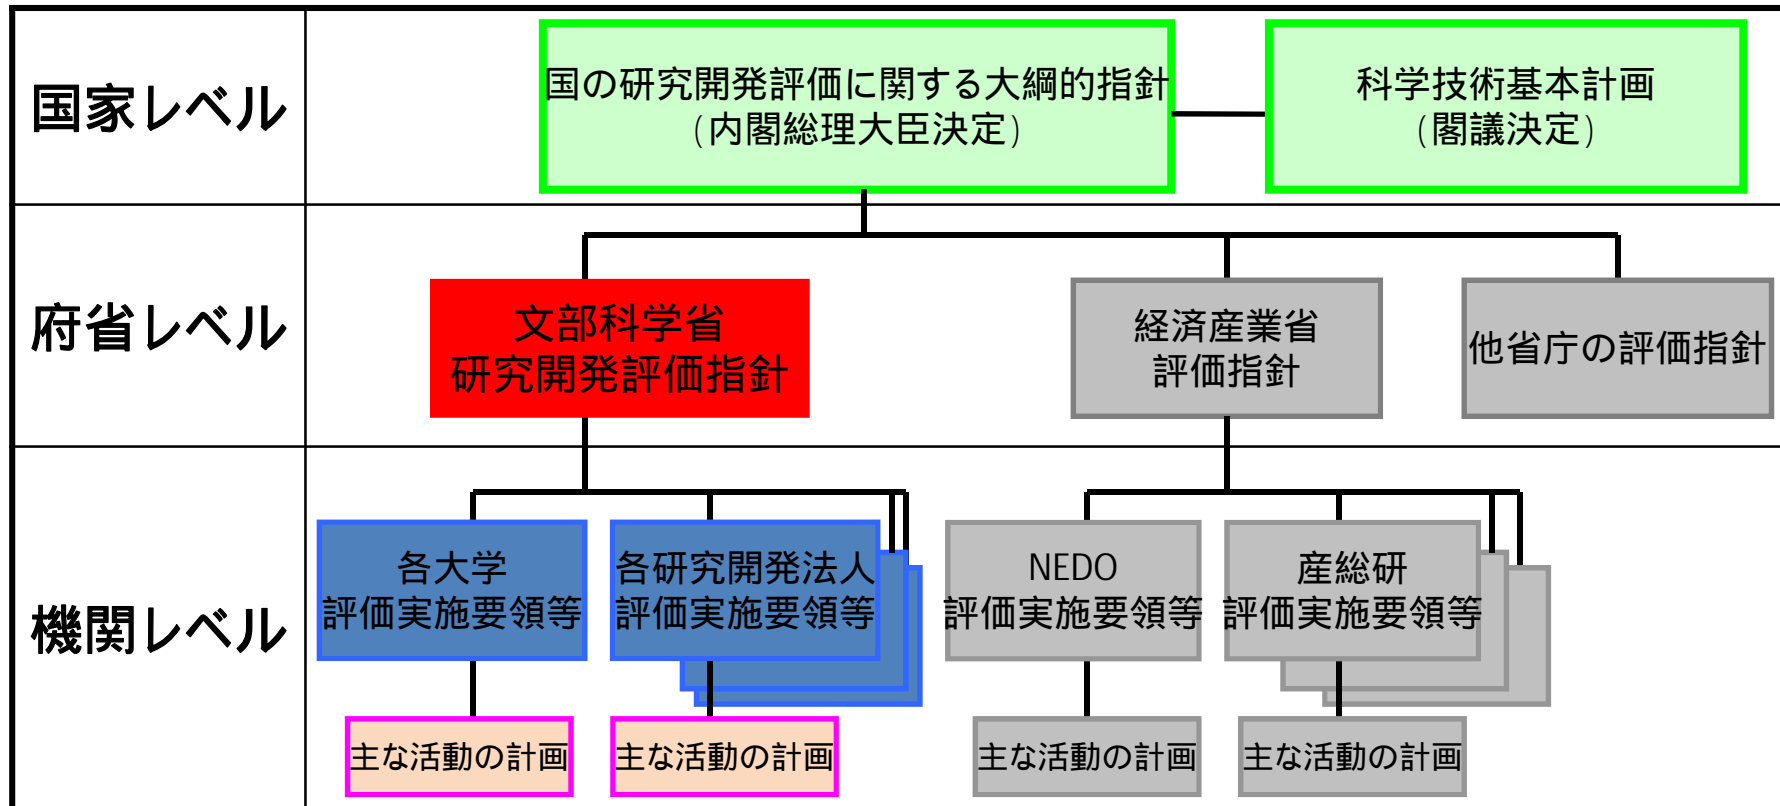 国家レベル
国の研究開発評価に関する大綱的指針
(内閣総理大臣決定)
科学技術基本計画
(閣議決定)
府省レベル
文部科学省
研究開発評価指針
経済産業省
評価指針
他省庁の評価指針
機関レベル
各大学
評価実施要領等
各研究開発法人
評価実施要領等
NEDO
評価実施要領等
産総研
評価実施要領等
主な活動の計画
主な活動の計画
主な活動の計画
主な活動の計画